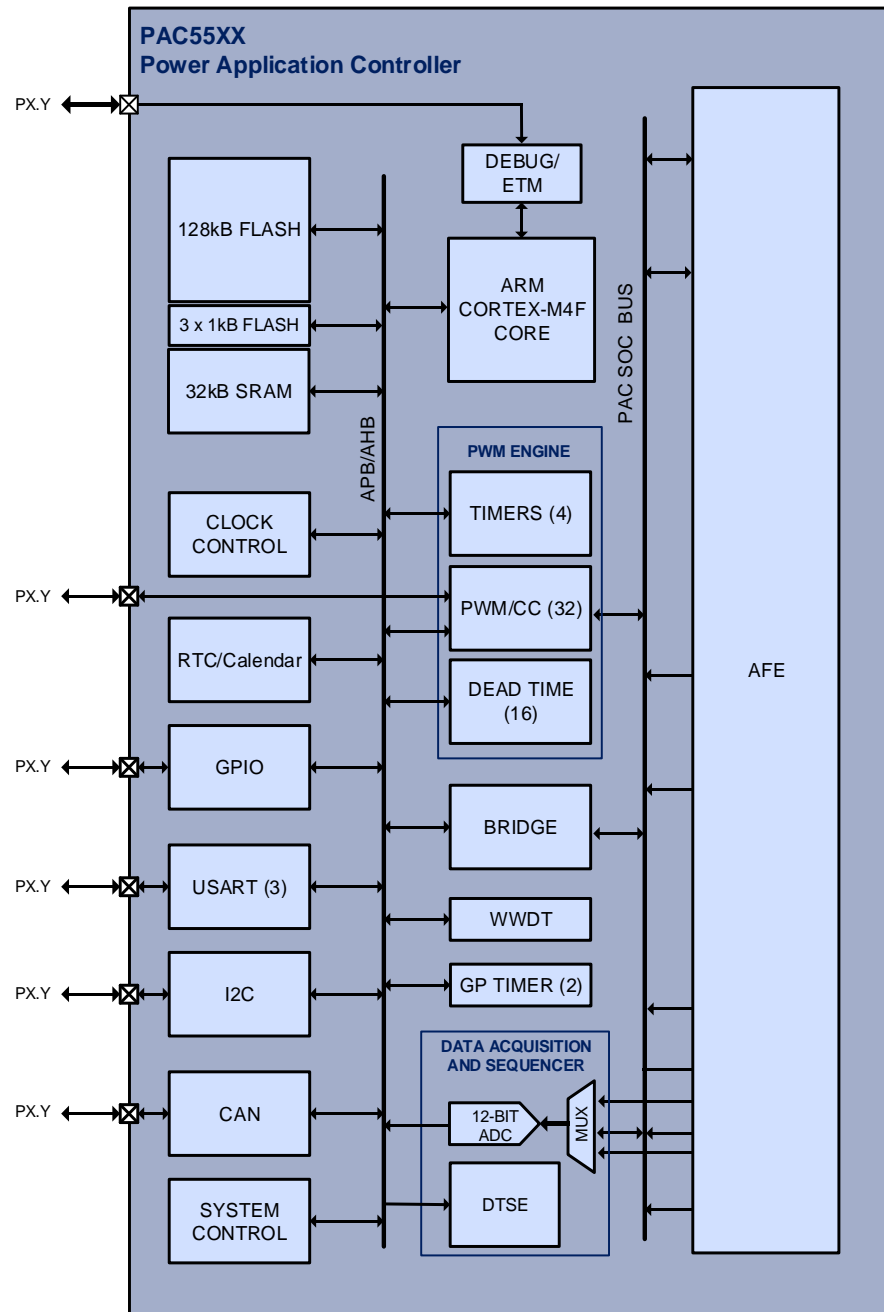 PAC55XX
Power Application Controller
PX.Y
DEBUG/
ETM
128kB FLASH
ARM
CORTEX-M4F
CORE
3 x 1kB FLASH
32kB SRAM
APB/AHB
PAC SOC BUS
PWM ENGINE
TIMERS (4)
CLOCK
CONTROL
PX.Y
PWM/CC (32)
RTC/Calendar
DEAD TIME
(16)
AFE
PX.Y
GPIO
BRIDGE
PX.Y
USART (3)
WWDT
PX.Y
I2C
GP TIMER (2)
DATA ACQUISITION
AND SEQUENCER
PX.Y
CAN
12-BIT
ADC
MUX
SYSTEM
CONTROL
DTSE